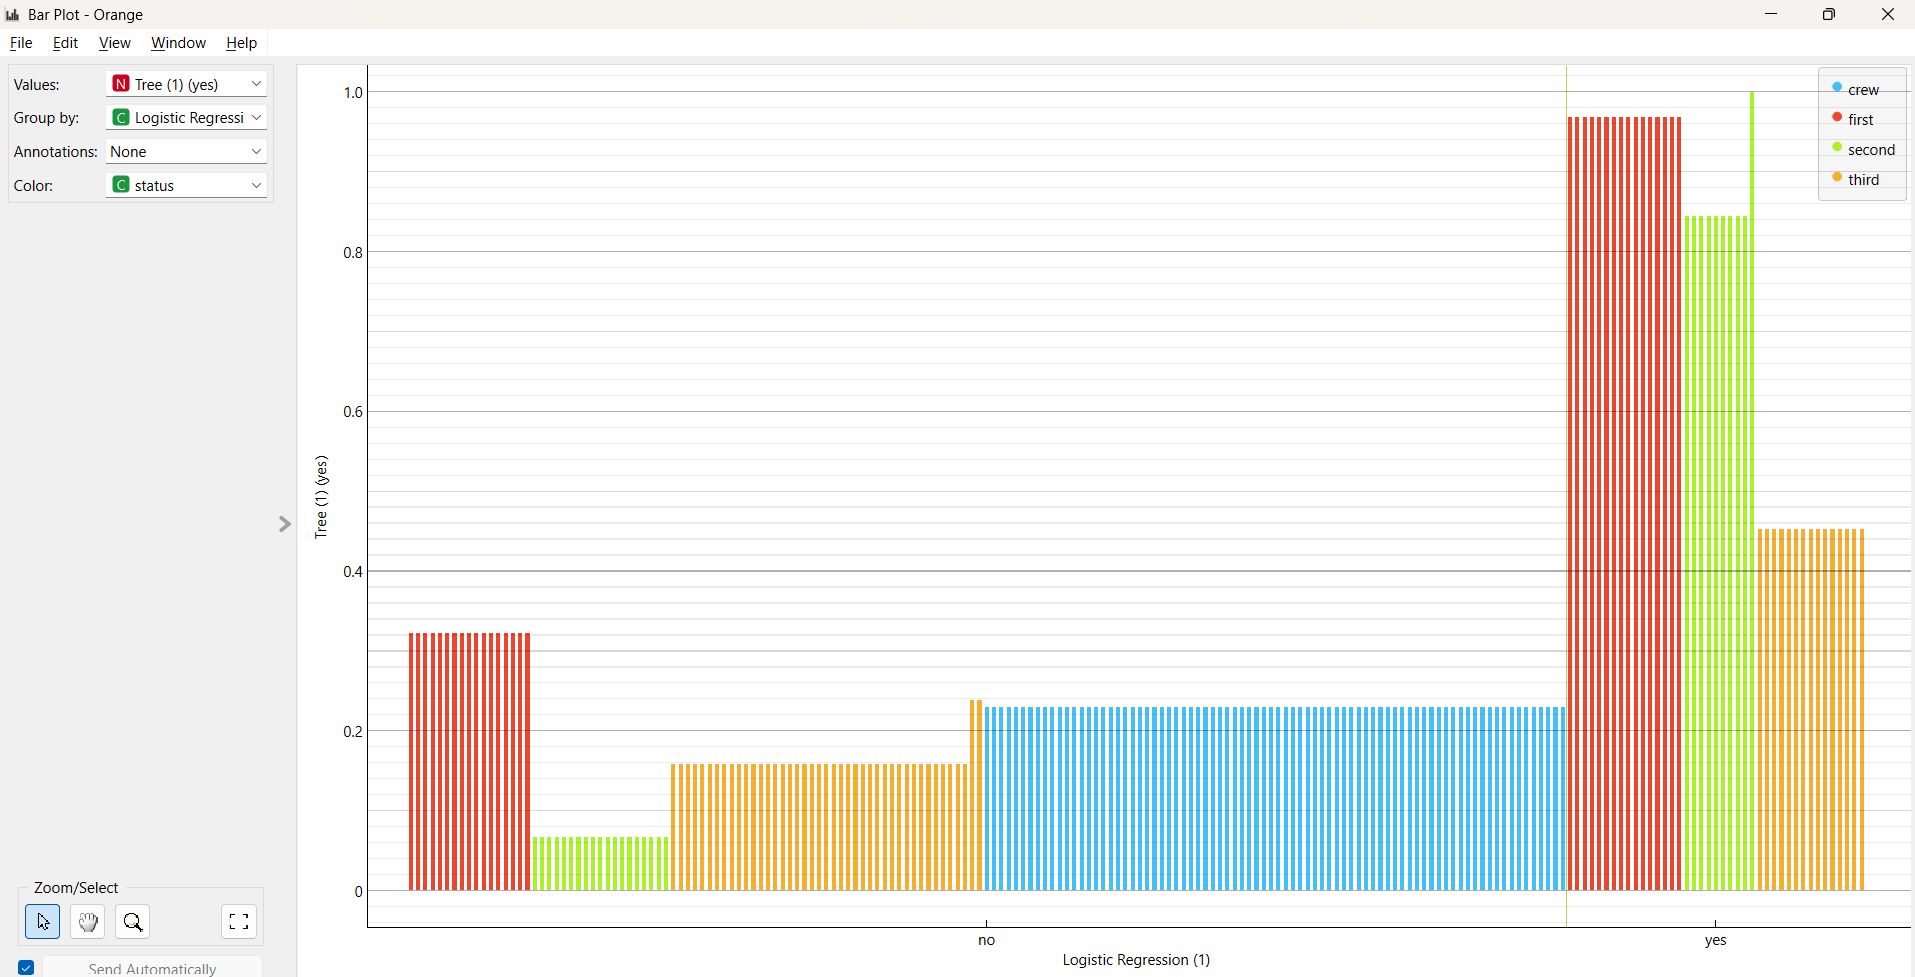 Bar Plot - Orange
File Edit View Window Help
Values: N Tree (1) (yes)
Group by: C Logistic Regressi
Annotations: None
Color: C status
Zoom/Select
Send Automatically
1.0
0.8
0.6
0.4
0.2
0
Tree (1) (yes)
no yes
Logistic Regression (1)
crew
first
second
third